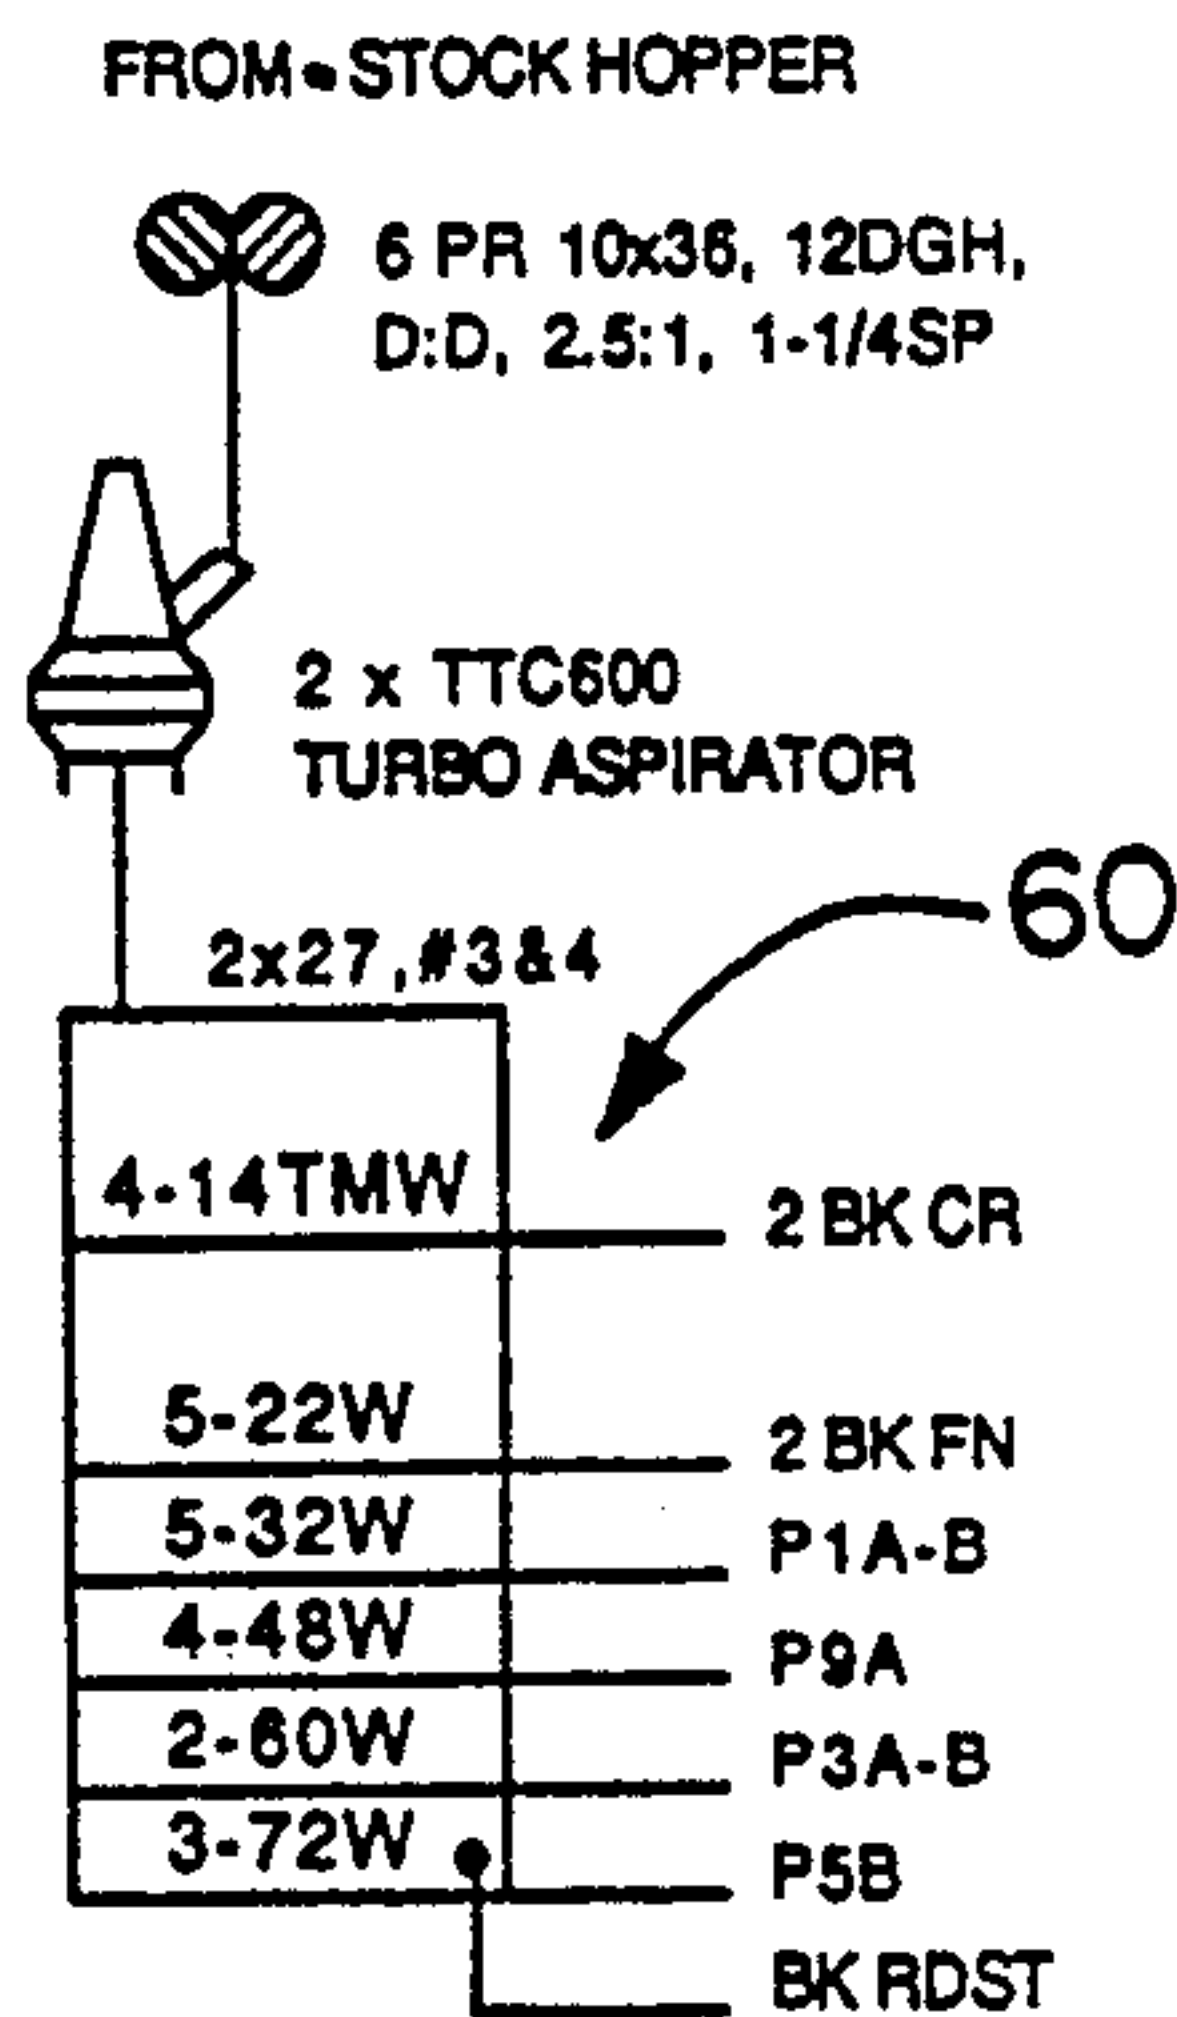 FROM • STOCK HOPPER
6 PR 10x36, 12DGH,
D:D, 2.5:1, 1-1/4SP
2 x TTC600
TURBO ASPIRATOR
60
2x27, #3&4
4-14TMW
2 BK CR
5-22W
2 BK FN
5-32W
P1A-B
4-48W
P9A
2-60W
P3A-B
3-72W
P5B
BK RDST